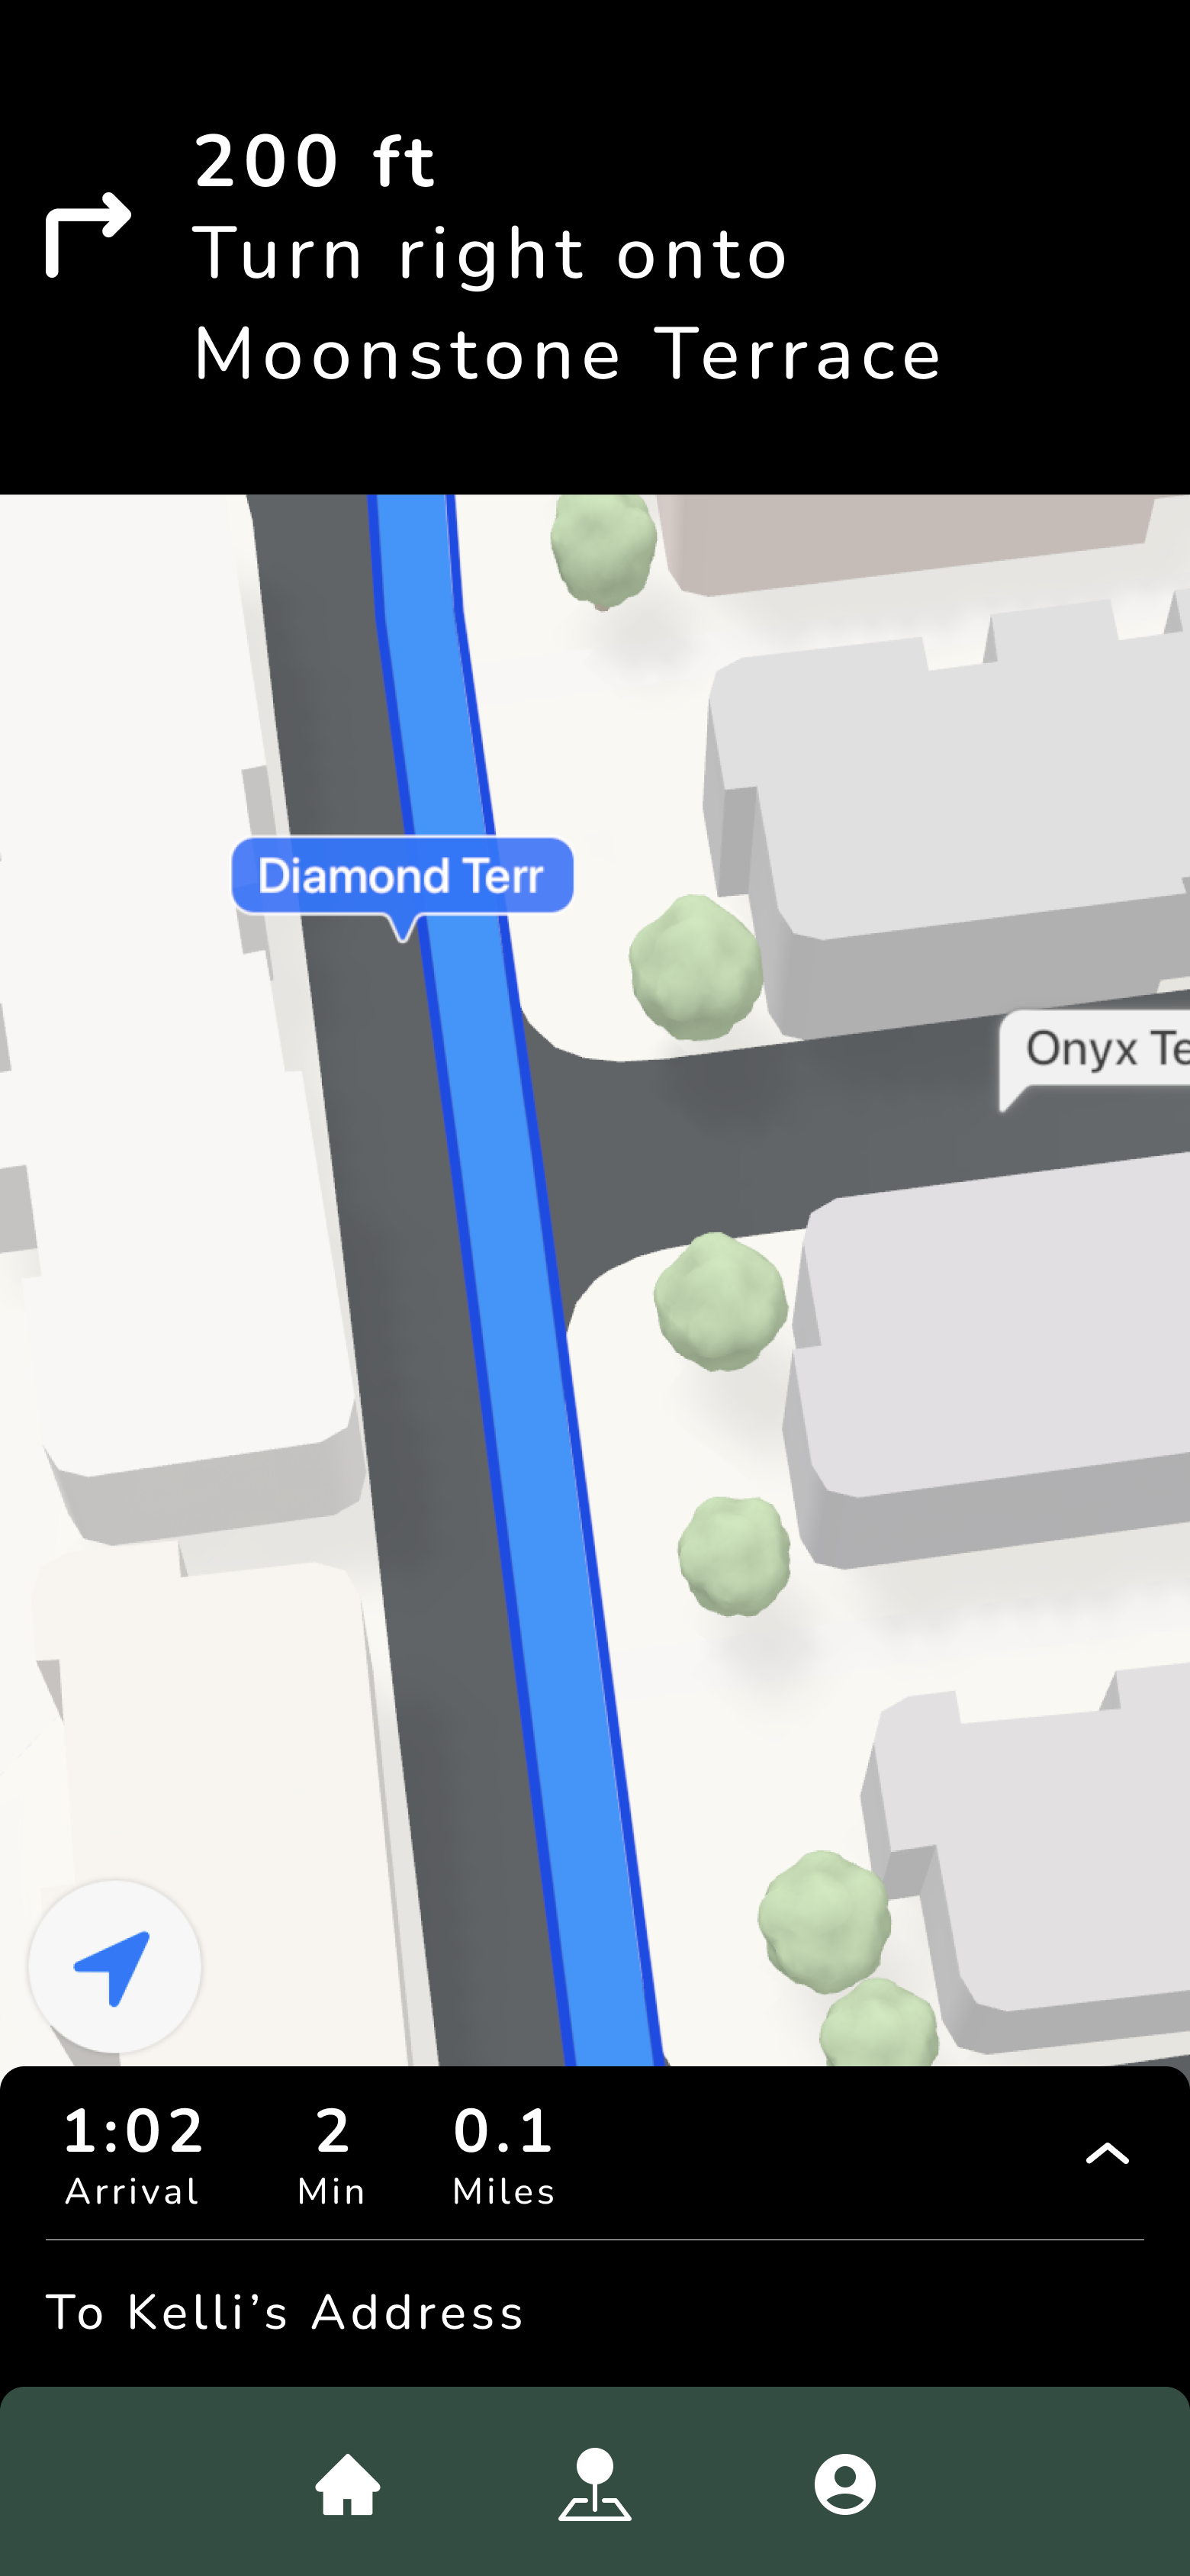 200 ft
Turn right onto
Moonstone Terrace
Diamond Terr
Onyx
1:02 2 0.1
Arrival Min Miles
To Kelli’s Address